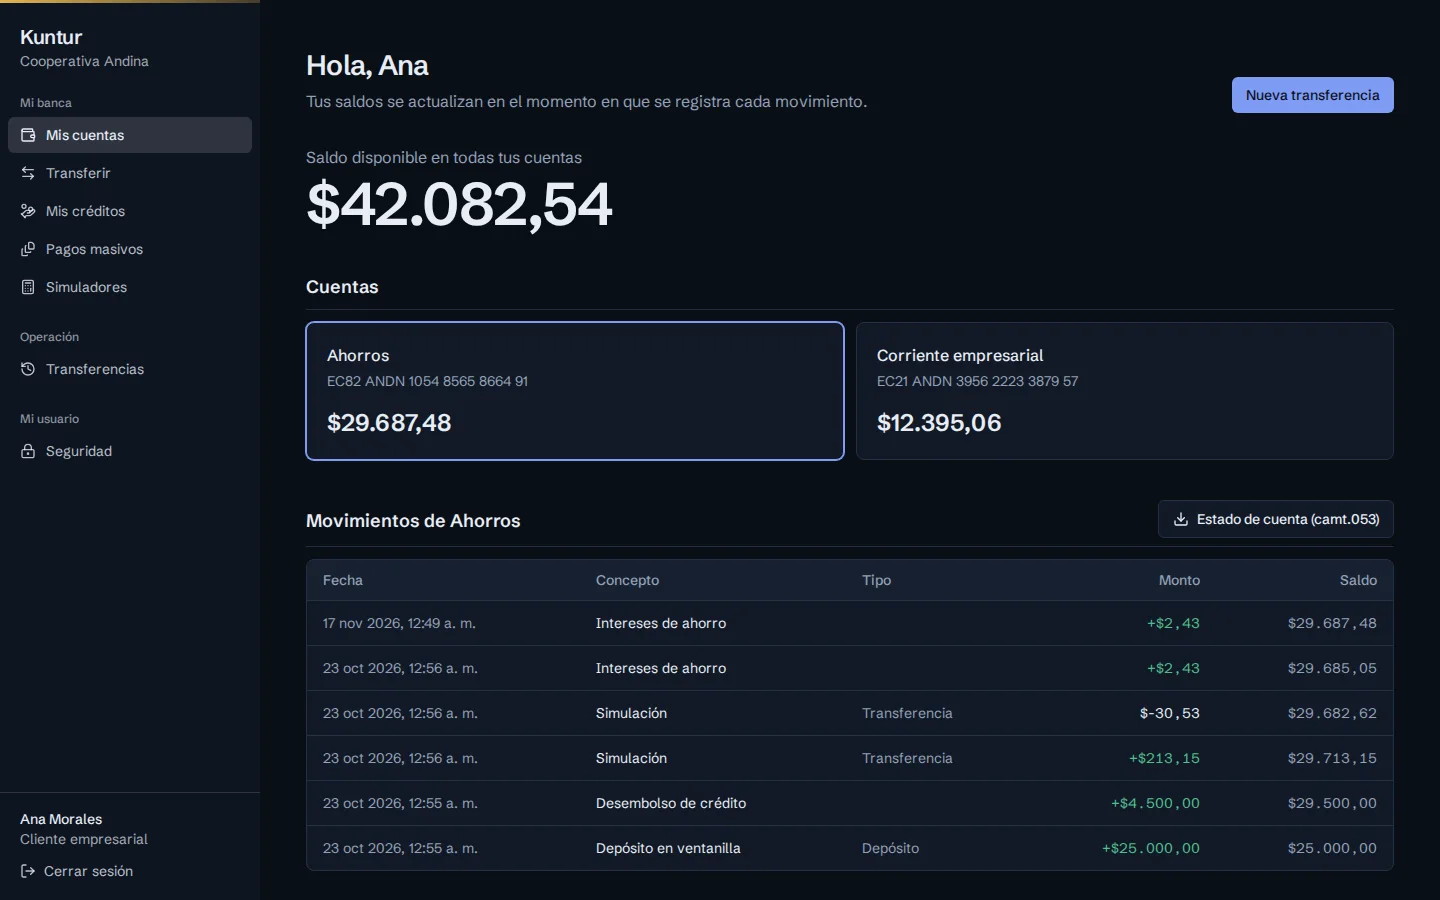 Kuntur
Cooperativa Andina
Mi banca
Mis cuentas
Transferir
Mis créditos
Pagos masivos
Simuladores
Operación
Transferencias
Mi usuario
Seguridad
Ana Morales
Cliente empresarial
Cerrar sesión
Hola, Ana
Tus saldos se actualizan en el momento en que se registra cada movimiento.
Nueva transferencia
Saldo disponible en todas tus cuentas
$42.082,54
Cuentas
Ahorros
EC82 ANDN 1054 8565 8664 91
$29.687,48
Corriente empresarial
EC21 ANDN 3956 2223 3879 57
$12.395,06
Movimientos de Ahorros
Estado de cuenta (camt.053)
Fecha Concepto Tipo Monto Saldo
17 nov 2026, 12:49 a. m. Intereses de ahorro +$2,43 $29.687,48
23 oct 2026, 12:56 a. m. Intereses de ahorro +$2,43 $29.685,05
23 oct 2026, 12:56 a. m. Simulación Transferencia $-30,53 $29.682,62
23 oct 2026, 12:56 a. m. Simulación Transferencia +$213,15 $29.713,15
23 oct 2026, 12:55 a. m. Desembolso de crédito +$4.500,00 $29.500,00
23 oct 2026, 12:55 a. m. Depósito en ventanilla Depósito +$25.000,00 $25.000,00